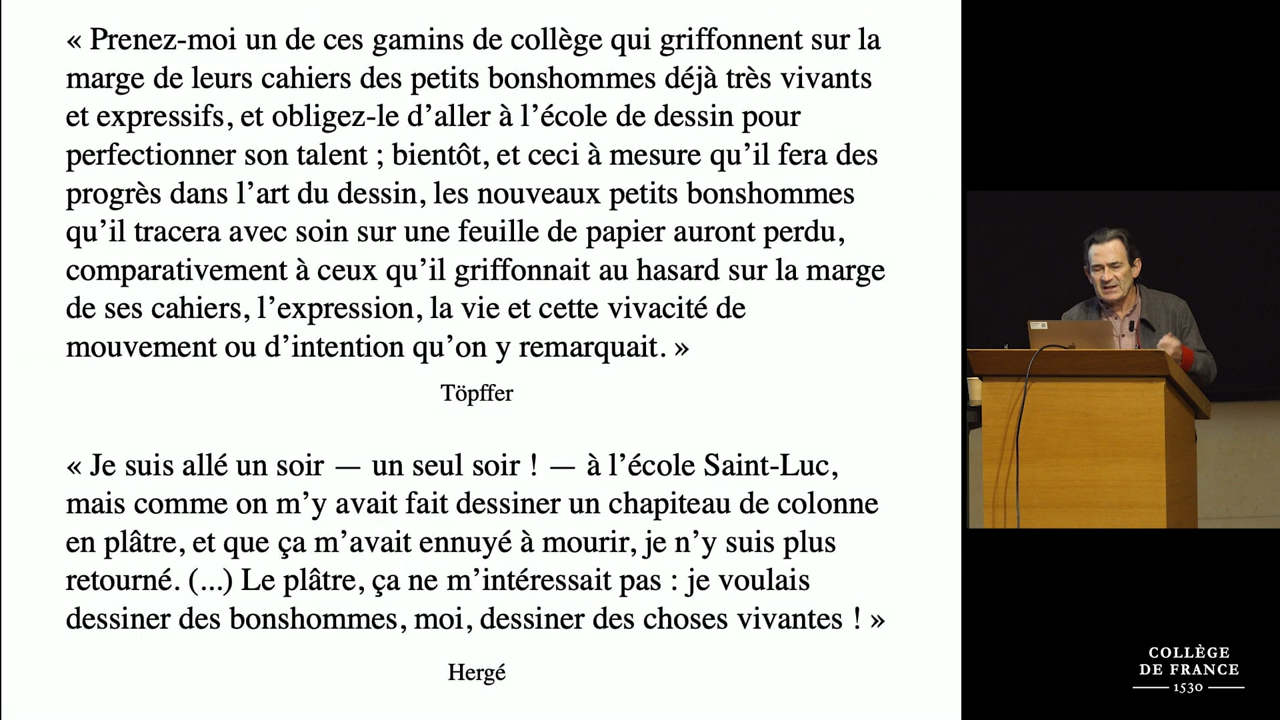 « Prenez-moi un de ces gamins de collège qui griffonnent sur la
marge de leurs cahiers des petits bonshommes déjà très vivants
et expressifs, et obligez-le d’aller à l’école de dessin pour
perfectionner son talent ; bientôt, et ceci à mesure qu’il fera des
progrès dans l’art du dessin, les nouveaux petits bonshommes
qu’il tracera avec soin sur une feuille de papier auront perdu,
comparativement à ceux qu’il griffonnait au hasard sur la marge
de ses cahiers, l’expression, la vie et cette vivacité de
mouvement ou d’intention qu’on y remarquait. »
Töpffer
« Je suis allé un soir — un seul soir ! — à l’école Saint-Luc,
mais comme on m’y avait fait dessiner un chapiteau de colonne
en plâtre, et que ça m’avait ennuyé à mourir, je n’y suis plus
retourné. (...) Le plâtre, ça ne m’intéressait pas : je voulais
dessiner des bonshommes, moi, dessiner des choses vivantes ! »
Hergé
COLLÈGE
DE FRANCE
1530